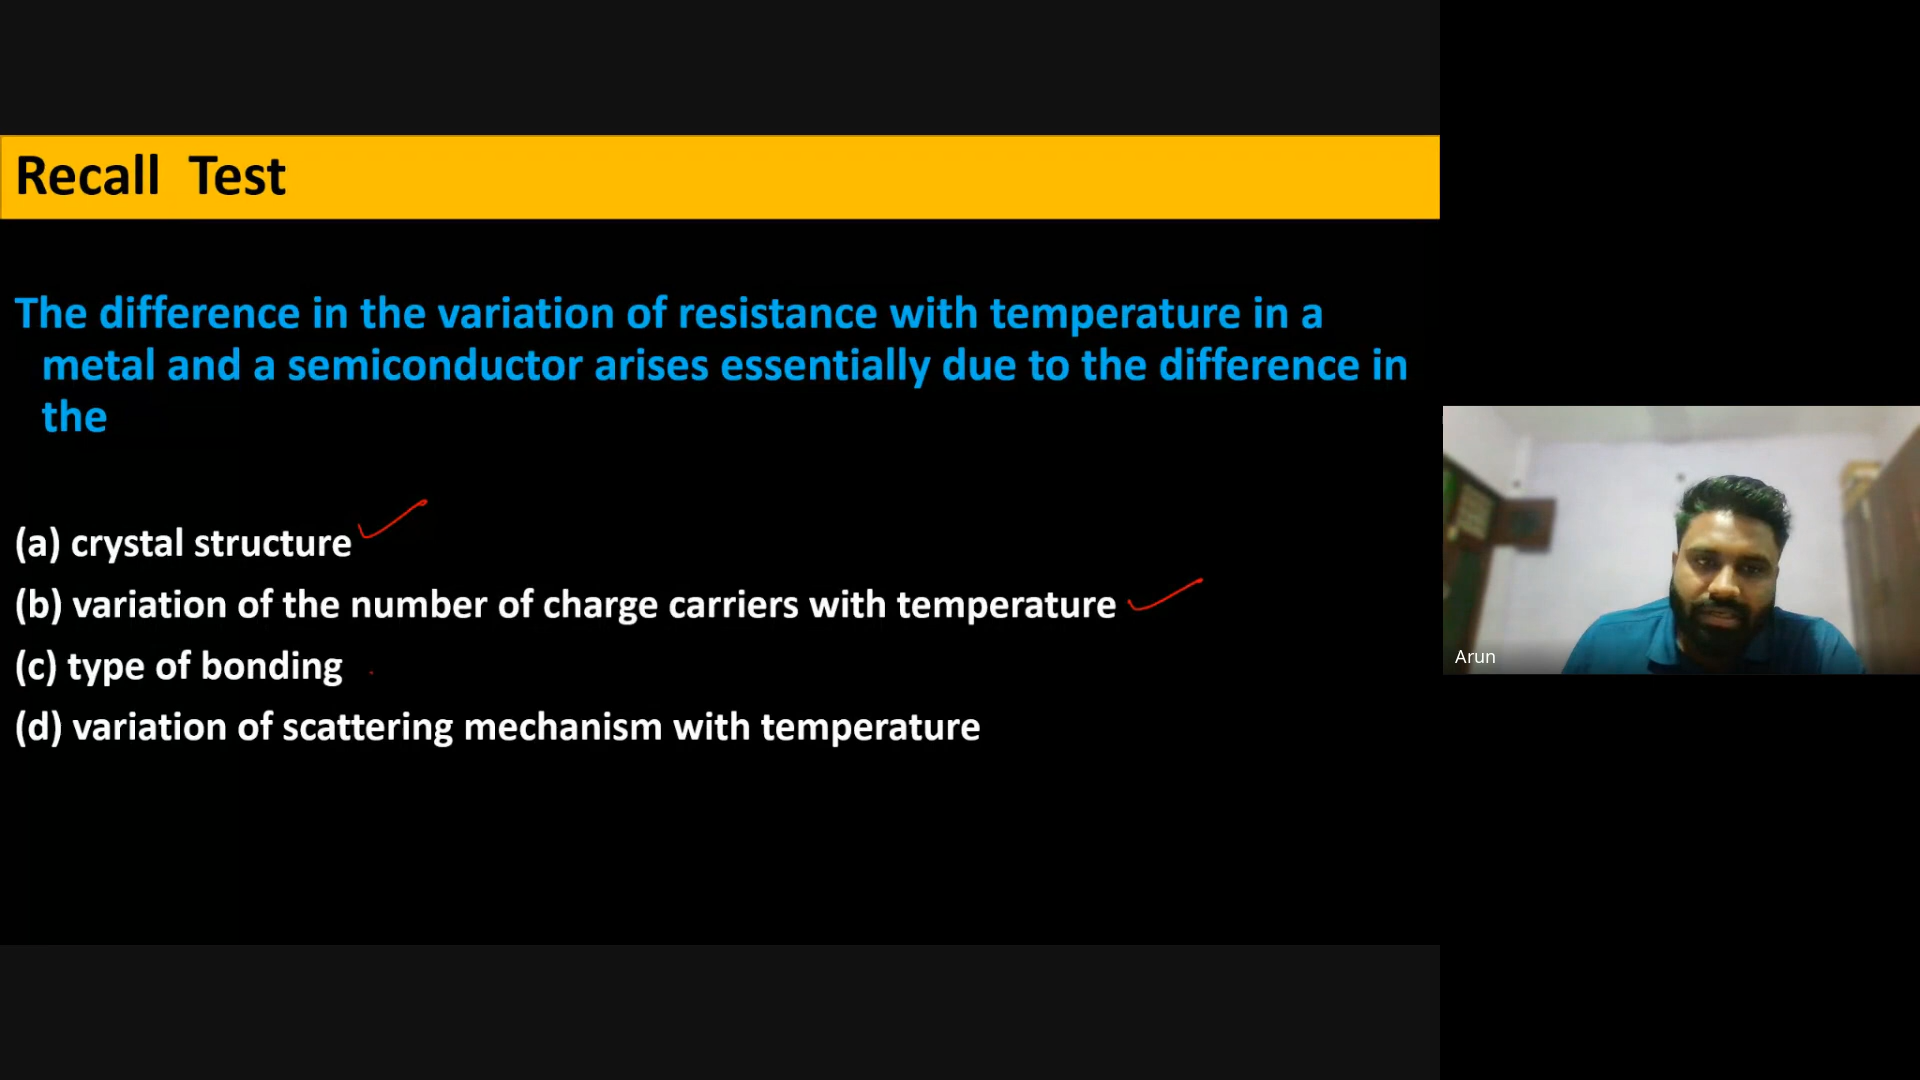 Recall Test
The difference in the variation of resistance with temperature in a
metal and a semiconductor arises essentially due to the difference in
the
(a) crystal structure
(b) variation of the number of charge carriers with temperature
(c) type of bonding
(d) variation of scattering mechanism with temperature
Arun